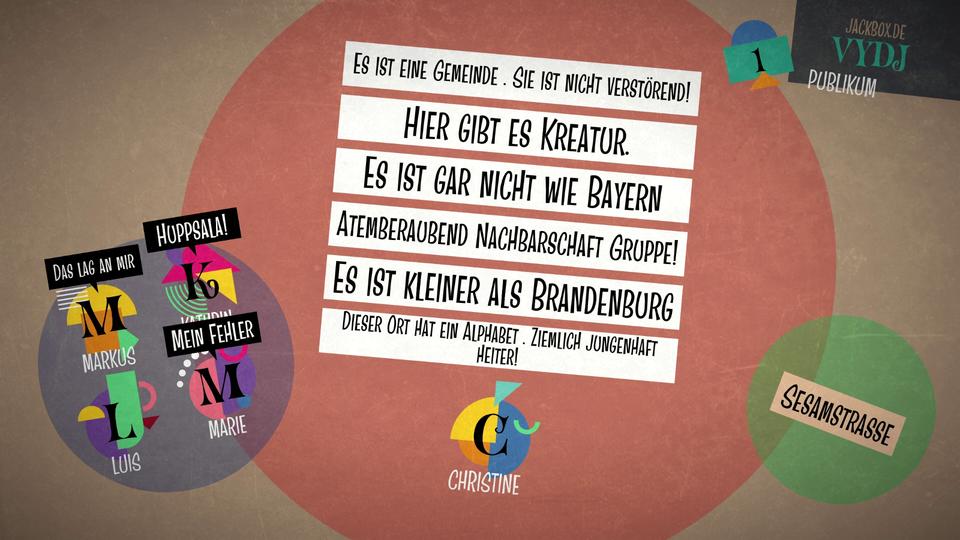 Es ist eine Gemeinde . Sie ist nicht verstörend!
Hier gibt es Kreatur.
Es ist gar nicht wie Bayern
Atemberaubend Nachbarschaft Gruppe!
Es ist kleiner als Brandenburg
Dieser Ort hat ein Alphabet . Ziemlich jungenhaft
heiter!
1
JACKBOX.DE
VYDJ
PUBLIKUM
Huppsala!
K
Das lag an mir
M
MARKUS
Mein Fehler
M
MARIE
L
LUIS
C
CHRISTINE
Sesamstrasse